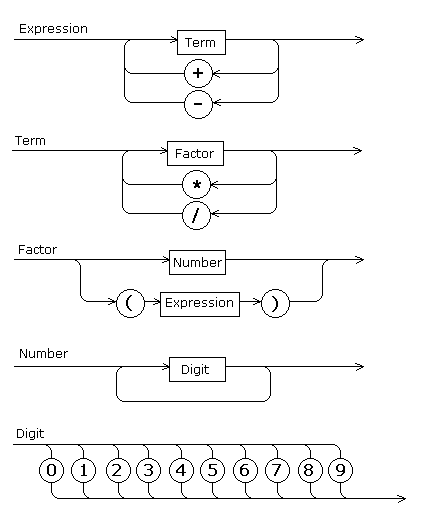 Expression
Term
+
-
Term
Factor
*
/
Factor
Number
( Expression )
Number
Digit
Digit
0 1 2 3 4 5 6 7 8 9